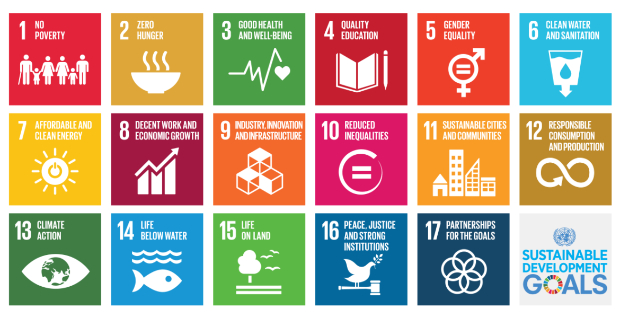 1 NO
POVERTY
2 ZERO
HUNGER
3 GOOD HEALTH
AND WELL-BEING
4 QUALITY
EDUCATION
5 GENDER
EQUALITY
6 CLEAN WATER
AND SANITATION
7 AFFORDABLE AND
CLEAN ENERGY
8 DECENT WORK AND
ECONOMIC GROWTH
9 INDUSTRY, INNOVATION
AND INFRASTRUCTURE
10 REDUCED
INEQUALITIES
11 SUSTAINABLE CITIES
AND COMMUNITIES
12 RESPONSIBLE
CONSUMPTION
AND PRODUCTION
13 CLIMATE
ACTION
14 LIFE
BELOW WATER
15 LIFE
ON LAND
16 PEACE, JUSTICE
AND STRONG
INSTITUTIONS
17 PARTNERSHIPS
FOR THE GOALS
SUSTAINABLE
DEVELOPMENT
GOALS